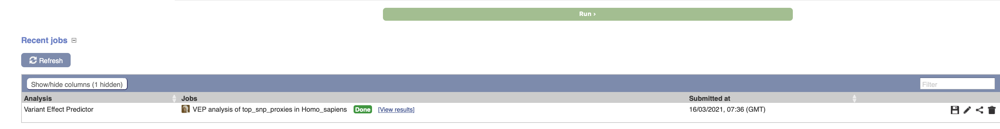 Run ›
Recent jobs
Refresh
Show/hide columns (1 hidden)
Filter
Analysis Jobs Submitted at
Variant Effect Predictor VEP analysis of top_snp_proxies in Homo_sapiens Done [View results] 16/03/2021, 07:36 (GMT)